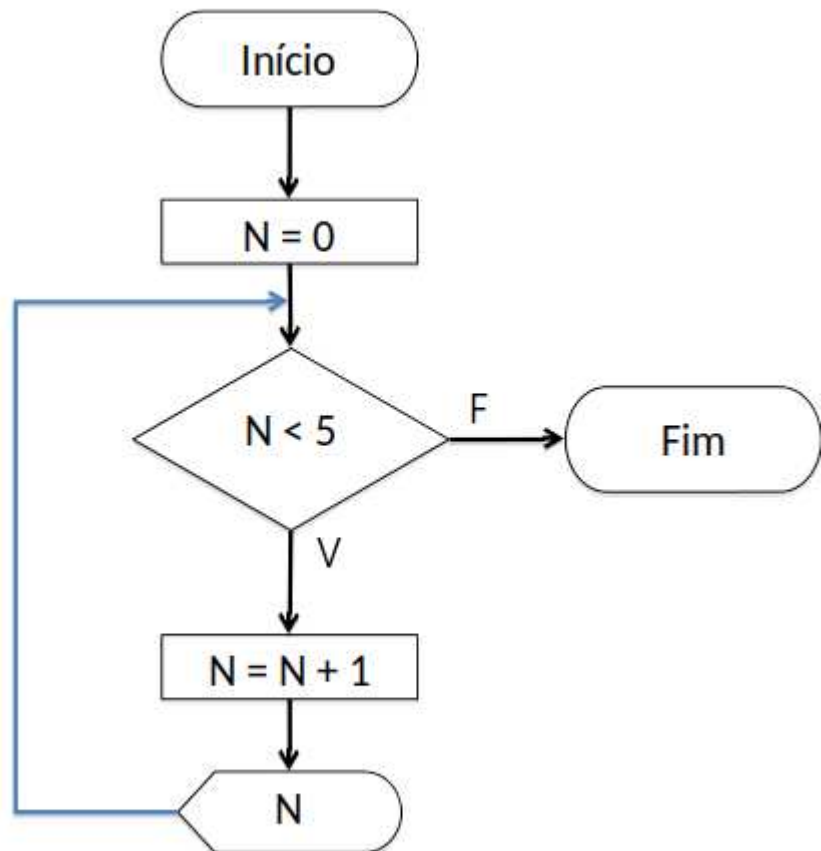 Início
N = 0
N < 5
F
Fim
V
N = N + 1
N